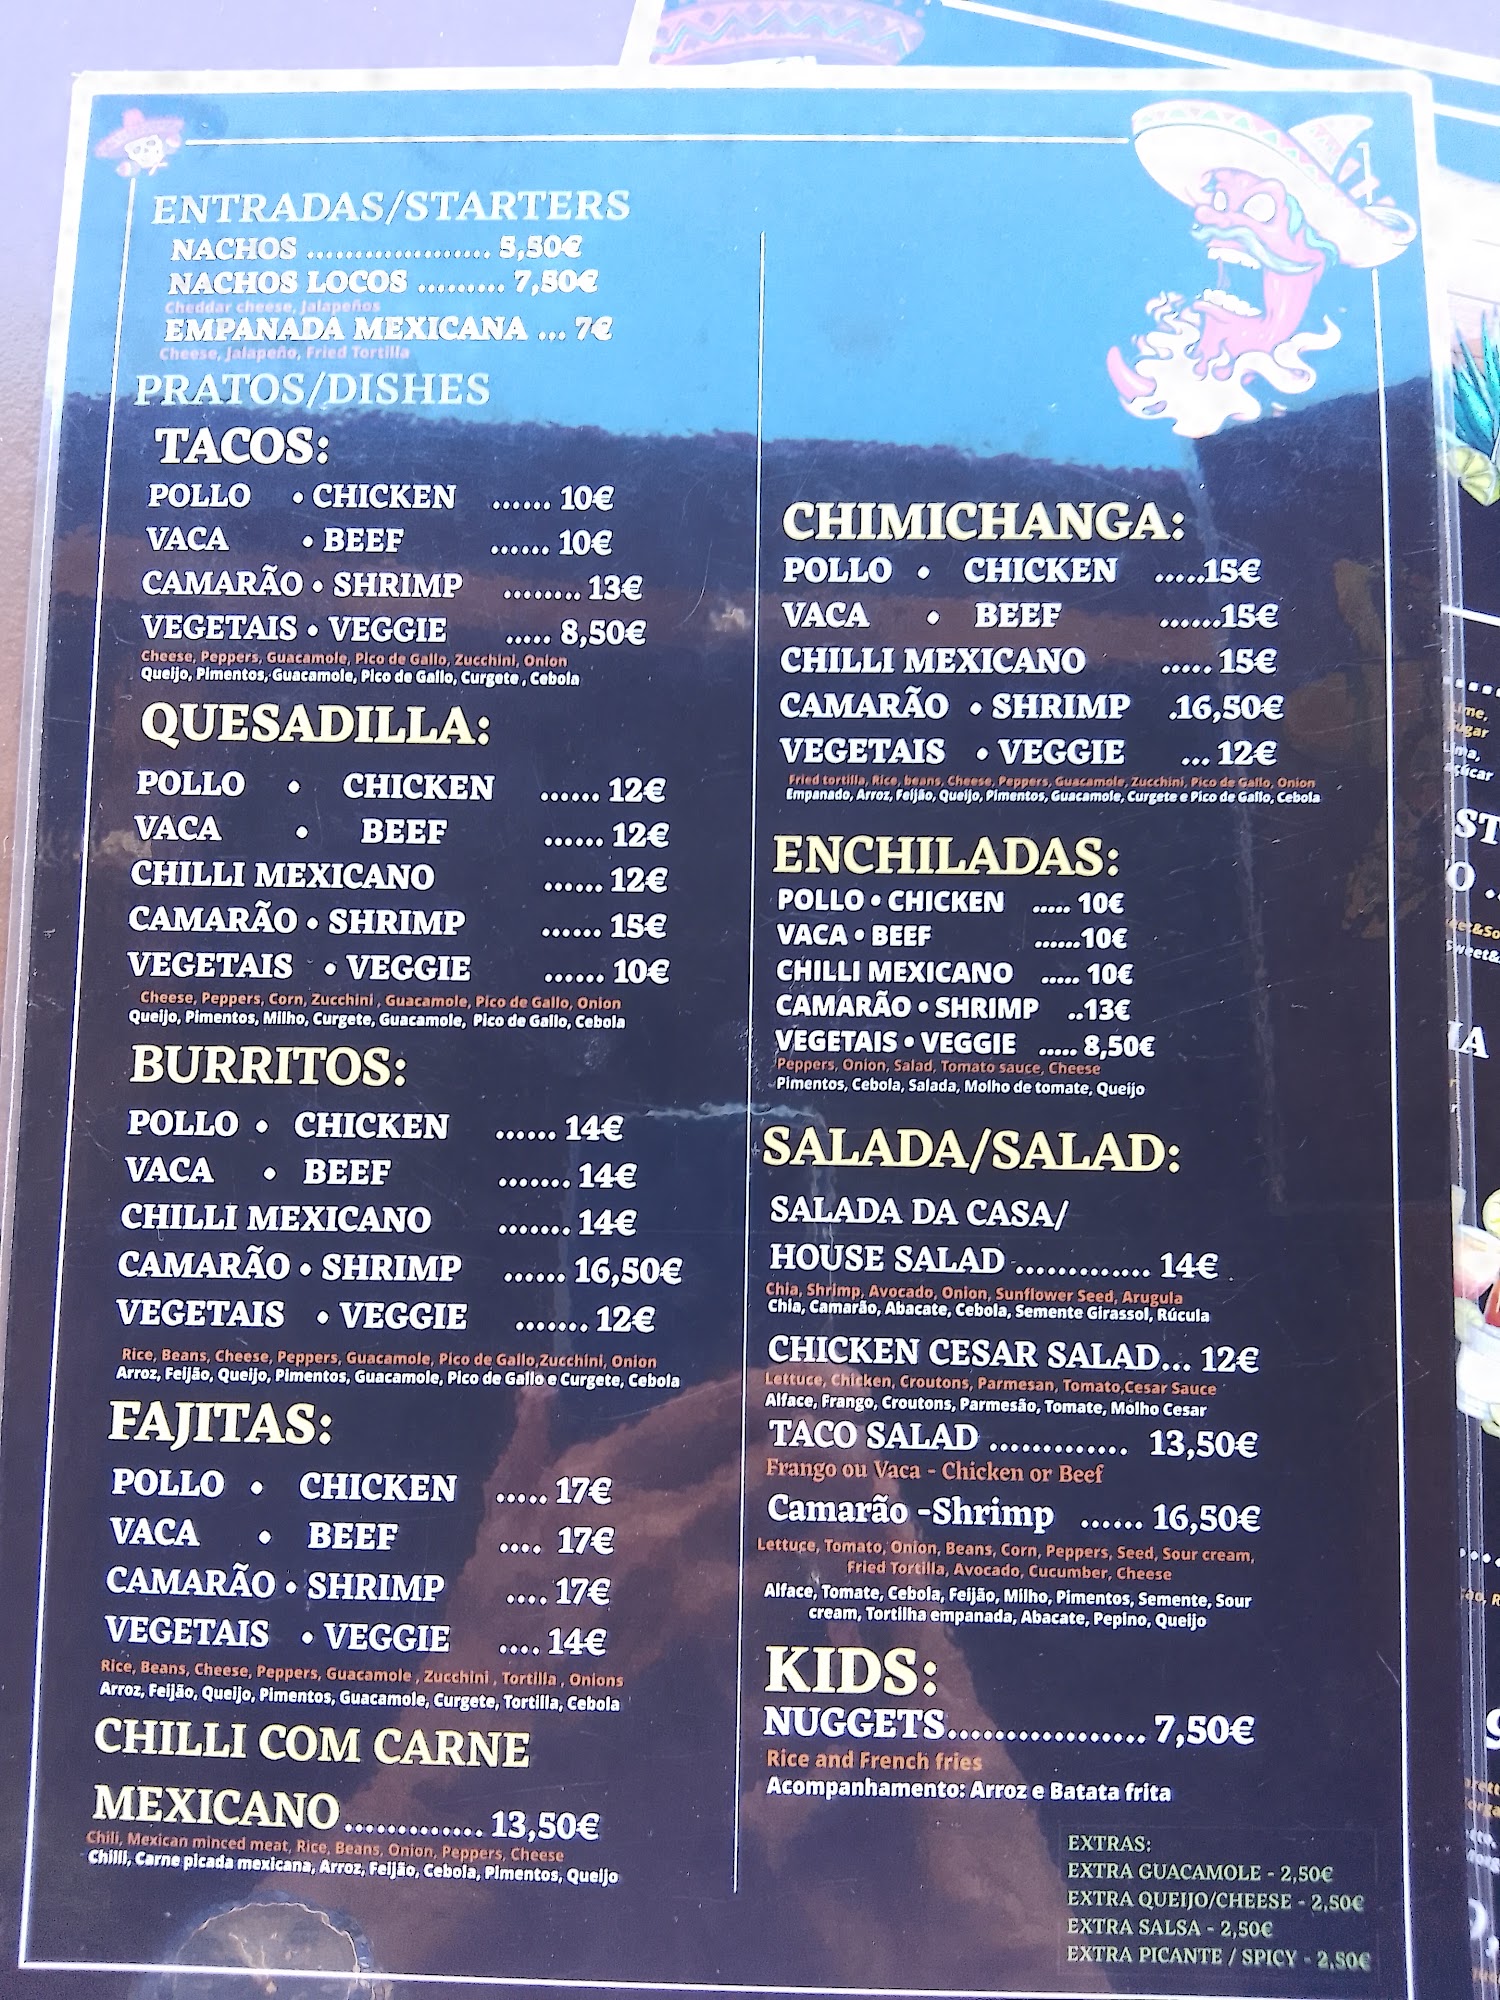 ENTRADAS/STARTERS
NACHOS ................... 5,50€
NACHOS LOCOS ......... 7,50€
Cheddar cheese, Jalapeños
EMPANADA MEXICANA ... 7€
Cheese, Jalapeño, Fried Tortilla
PRATOS/DISHES
TACOS:
POLLO • CHICKEN ...... 10€
VACA • BEEF ...... 10€
CAMARÃO • SHRIMP ........ 13€
VEGETAIS • VEGGIE ..... 8,50€
Cheese, Peppers, Guacamole, Pico de Gallo, Zucchini, Onion
Queijo, Pimentos, Guacamole, Pico de Gallo, Curgete , Cebola
QUESADILLA:
POLLO • CHICKEN ...... 12€
VACA • BEEF ...... 12€
CHILLI MEXICANO ...... 12€
CAMARÃO • SHRIMP ...... 15€
VEGETAIS • VEGGIE ...... 10€
Cheese, Peppers, Corn, Zucchini , Guacamole, Pico de Gallo, Onion
Queijo, Pimentos, Milho, Curgete, Guacamole, Pico de Gallo, Cebola
BURRITOS:
POLLO • CHICKEN ...... 14€
VACA • BEEF ....... 14€
CHILLI MEXICANO ....... 14€
CAMARÃO • SHRIMP ...... 16,50€
VEGETAIS • VEGGIE ....... 12€
Rice, Beans, Cheese, Peppers, Guacamole, Pico de Gallo,Zucchini, Onion
Arroz, Feijão, Queijo, Pimentos, Guacamole, Pico de Gallo e Curgete, Cebola
FAJITAS:
POLLO • CHICKEN ..... 17€
VACA • BEEF .... 17€
CAMARÃO • SHRIMP .... 17€
VEGETAIS • VEGGIE .... 14€
Rice, Beans, Cheese, Peppers, Guacamole , Zucchini , Tortilla , Onions
Arroz, Feijão, Queijo, Pimentos, Guacamole, Curgete, Tortilla, Cebola
CHILLI COM CARNE
MEXICANO............. 13,50€
Chili, Mexican minced meat, Rice, Beans, Onion, Peppers, Cheese
Chilli, Carne picada mexicana, Arroz, Feijão, Cebola, Pimentos, Queijo
CHIMICHANGA:
POLLO • CHICKEN .....15€
VACA • BEEF ......15€
CHILLI MEXICANO ..... 15€
CAMARÃO • SHRIMP .16,50€
VEGETAIS • VEGGIE ... 12€
Fried tortilla, Rice, beans, Cheese, Peppers, Guacamole, Zucchini, Pico de Gallo, Onion
Empanado, Arroz, Feijão, Queijo, Pimentos, Guacamole, Curgete e Pico de Gallo, Cebola
ENCHILADAS:
POLLO • CHICKEN ..... 10€
VACA • BEEF ......10€
CHILLI MEXICANO ..... 10€
CAMARÃO • SHRIMP ..13€
VEGETAIS • VEGGIE ..... 8,50€
Peppers, Onion, Salad, Tomato sauce, Cheese
Pimentos, Cebola, Salada, Molho de tomate, Queijo
SALADA/SALAD:
SALADA DA CASA/
HOUSE SALAD ............. 14€
Chia, Shrimp, Avocado, Onion, Sunflower Seed, Arugula
Chia, Camarão, Abacate, Cebola, Semente Girassol, Rúcula
CHICKEN CESAR SALAD... 12€
Lettuce, Chicken, Croutons, Parmesan, Tomato,Cesar Sauce
Alface, Frango, Croutons, Parmesão, Tomate, Molho Cesar
TACO SALAD ............. 13,50€
Frango ou Vaca - Chicken or Beef
Camarão -Shrimp ...... 16,50€
Lettuce, Tomato, Onion, Beans, Corn, Peppers, Seed, Sour cream,
Fried Tortilla, Avocado, Cucumber, Cheese
Alface, Tomate, Cebola, Feijão, Milho, Pimentos, Semente, Sour
cream, Tortilha empanada, Abacate, Pepino, Queijo
KIDS:
NUGGETS................. 7,50€
Rice and French fries
Acompanhamento: Arroz e Batata frita
EXTRAS:
EXTRA GUACAMOLE - 2,50€
EXTRA QUEIJO/CHEESE - 2,50€
EXTRA SALSA - 2,50€
EXTRA PICANTE / SPICY - 2,50€